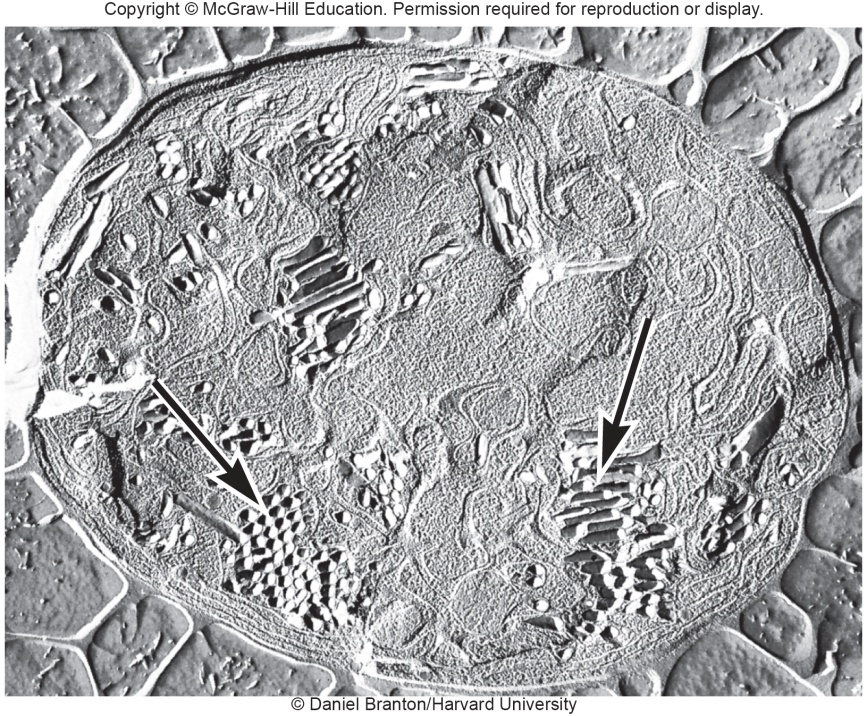 Copyright © McGraw-Hill Education. Permission required for reproduction or display.
© Daniel Branton/Harvard University